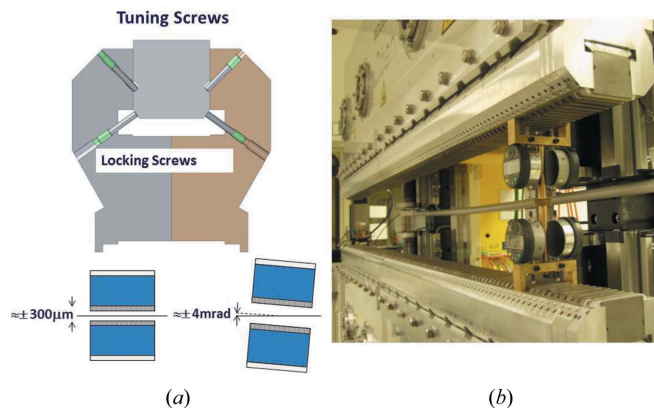 Tuning Screws
Locking Screws
≈± 300μm
≈± 4mrad
(a)
(b)